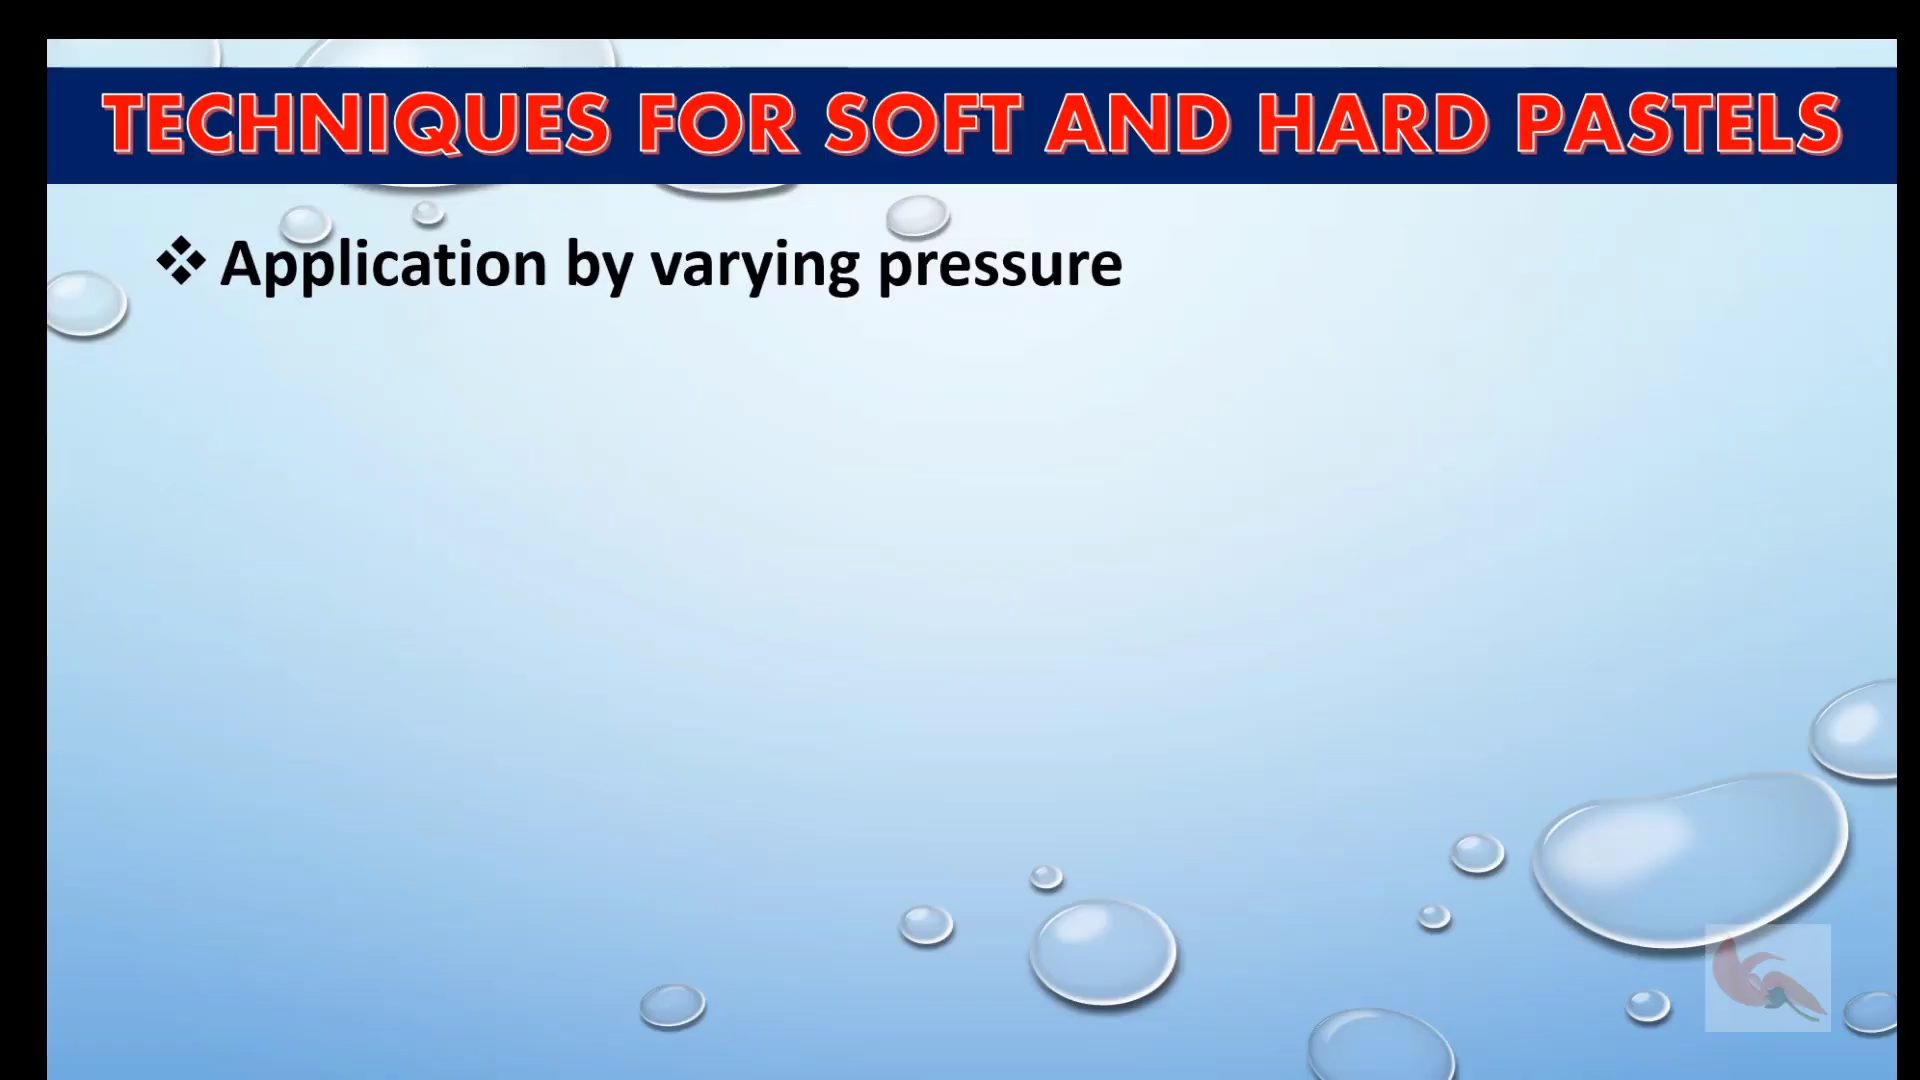 TECHNIQUES FOR SOFT AND HARD PASTELS
❖ Application by varying pressure